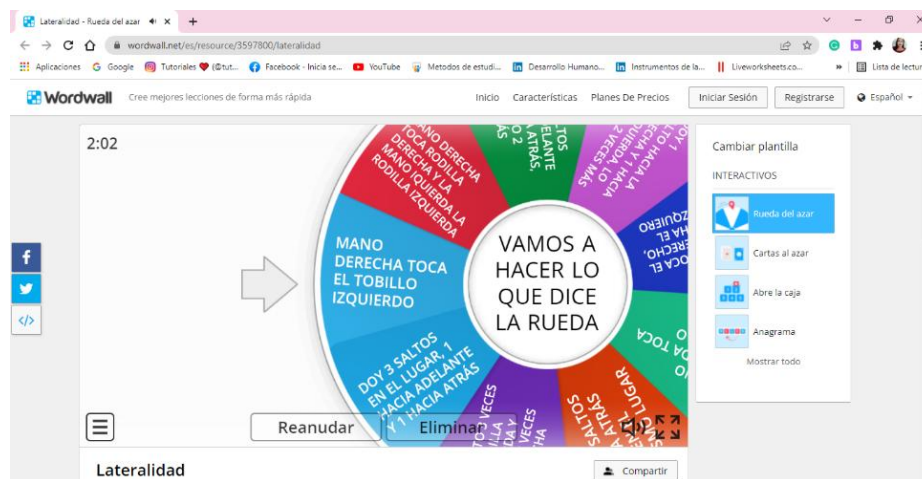 Lateralidad - Rueda del azar
wordwall.net/es/resource/3597800/lateralidad
Aplicaciones Google Tutoriales (@tut... Facebook - Inicia se... YouTube Metodos de estudi... Desarrollo Humano... Instrumentos de la... Liveworksheets.co... » Lista de lectur
Wordwall Cree mejores lecciones de forma más rápida Inicio Características Planes De Precios Iniciar Sesión Registrarse Español
2:02
MANO DERECHA
TOCA RODILLA
DERECHA Y LA
MANO IQUIERDA LA
RODILLA IZQUIERDA
MANO
DERECHA TOCA
EL TOBILLO
IZQUIERDO
DOY 3 SALTOS
EN EL LUGAR, 1
HACIA ADELANTE
Y 1 HACIA ATRÁS
VAMOS A
HACER LO
QUE DICE
LA RUEDA
Reanudar Eliminar
Lateralidad
Compartir
Cambiar plantilla
INTERACTIVOS
Rueda del azar
Cartas al azar
Abre la caja
Anagrama
Mostrar todo